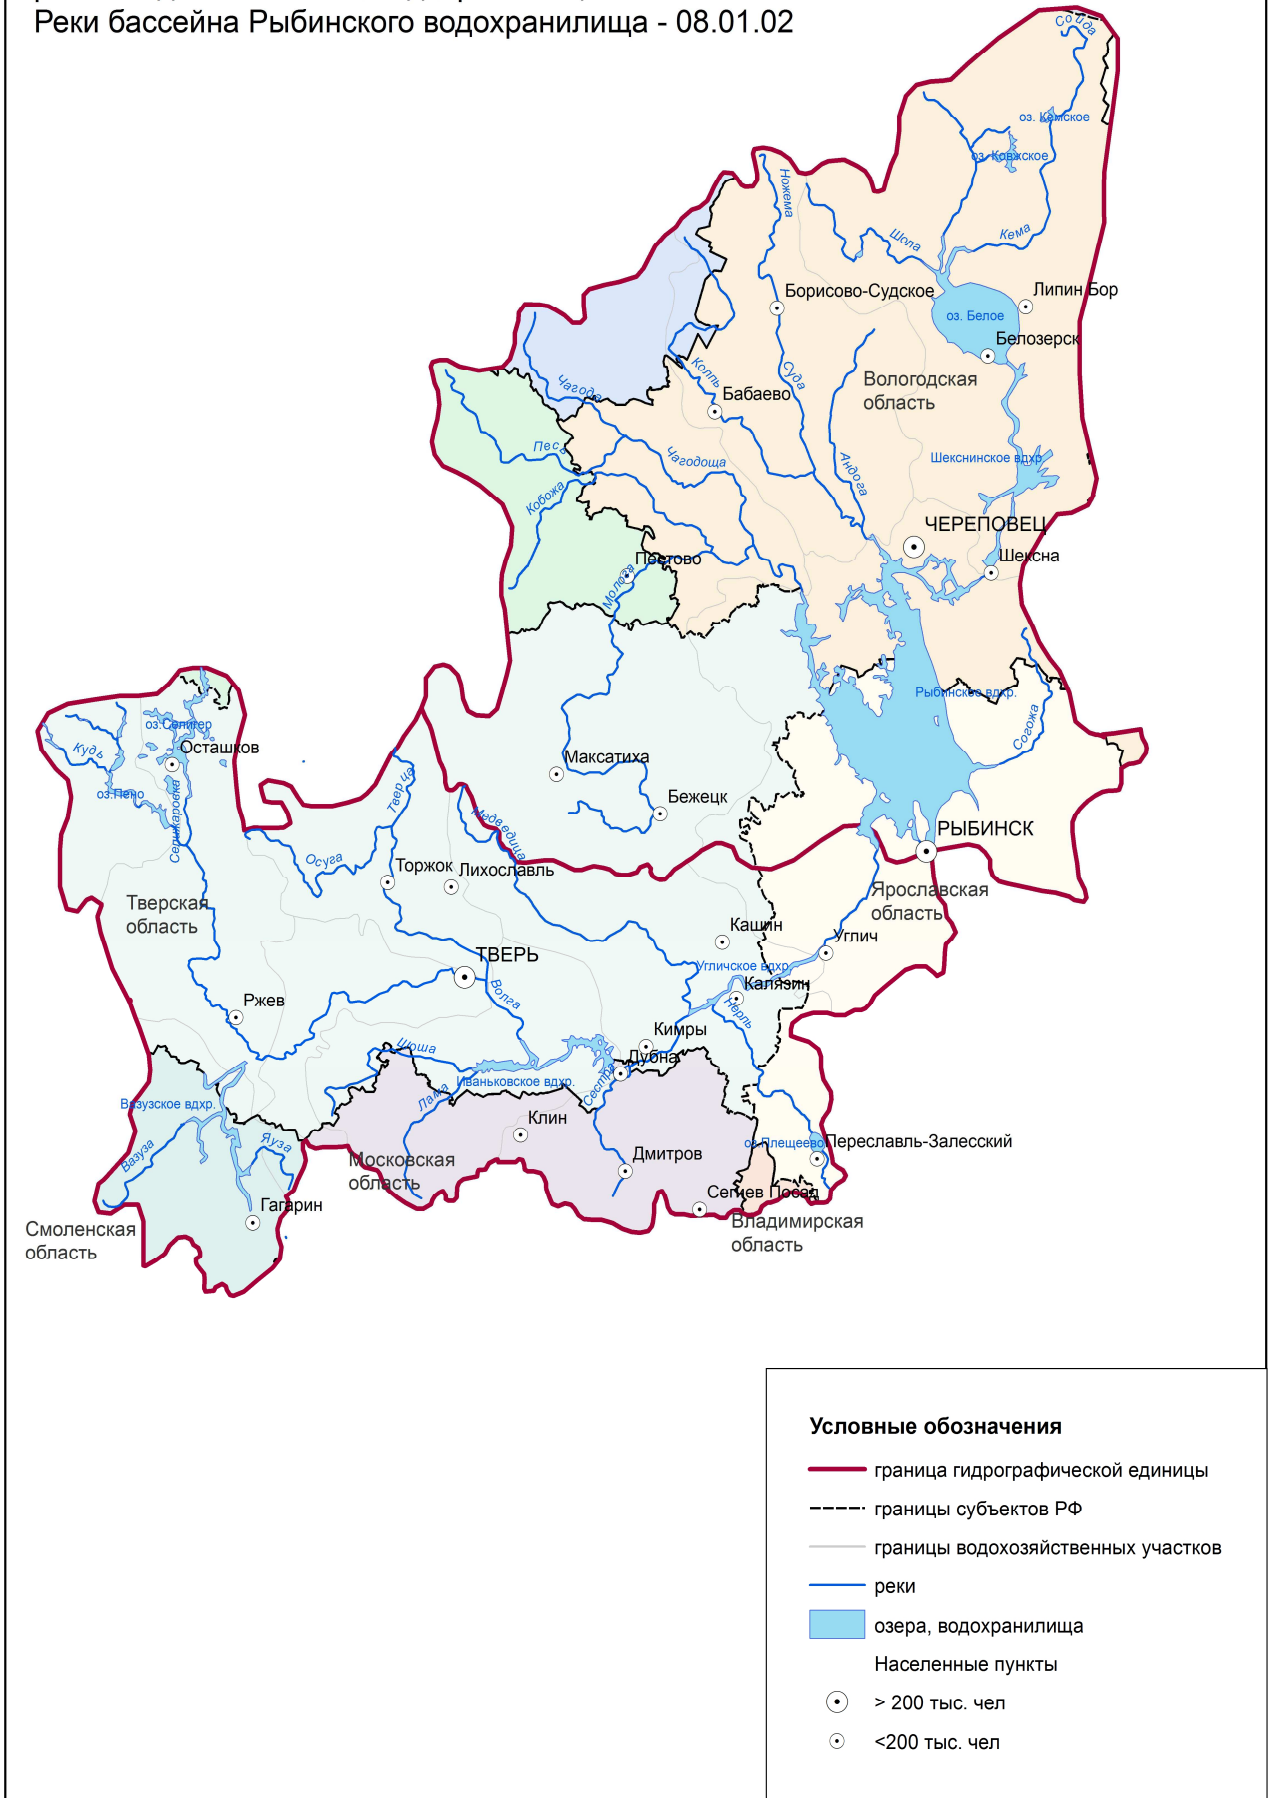 Реки бассейна Рыбинского водохранилища - 08.01.02
Сойда
оз. Кемское
оз. Ковжское
Ножема
Шола
Кема
Борисово-Судское
Липин Бор
оз. Белое
Белозерск
Чагода
Колпь
Суда
Бабаево
Вологодская
область
Песь
Чагодоща
Андога
Шекснинское вдхр.
Кобожа
ЧЕРЕПОВЕЦ
Шексна
Пестово
Молога
Рыбинское вдхр.
Согожа
оз.Селигер
Осташков
Кудь
оз.Пено
Селижаровка
Тверца
Максатиха
Бежецк
Медведица
РЫБИНСК
Осуга
Торжок
Лихославль
Ярославская
область
Тверская
область
Кашин
Углич
ТВЕРЬ
Угличское вдхр.
Калязин
Волга
Нерль
Ржев
Кимры
Шоша
Дубна
Иваньковское вдхр.
Сестра
Лама
Вазузское вдхр.
Клин
Вазуза
Яуза
оз.Плещеево
Переславль-Залесский
Московская
область
Дмитров
Сергиев Посад
Гагарин
Смоленская
область
Владимирская
область
Условные обозначения
граница гидрографической единицы
границы субъектов РФ
границы водохозяйственных участков
реки
озера, водохранилища
Населенные пункты
> 200 тыс. чел
<200 тыс. чел